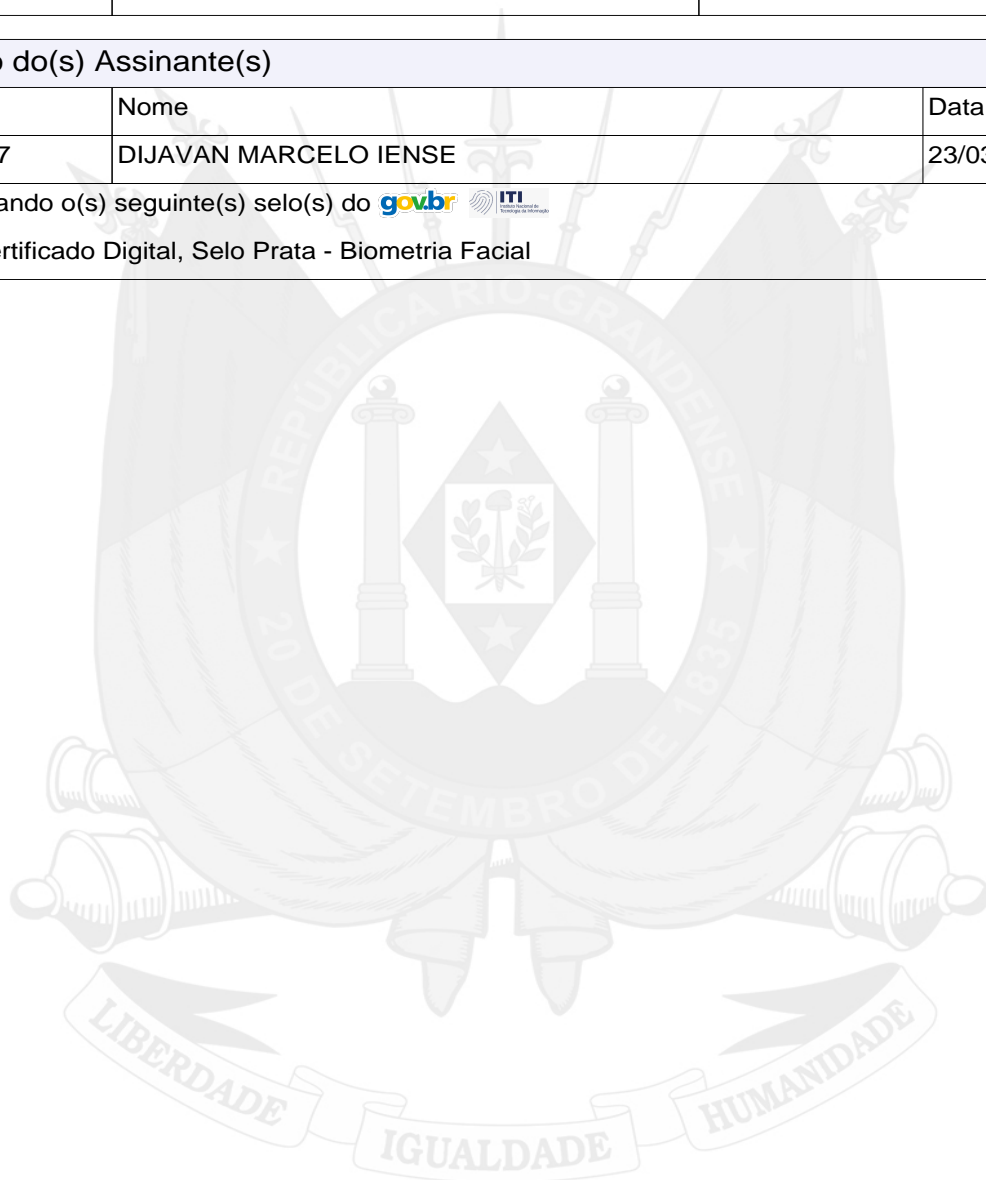 o do(s) Assinante(s)
Nome Data
7 DIJAVAN MARCELO IENSE 23/03
ando o(s) seguinte(s) selo(s) do gov.br ITI
ertificado Digital, Selo Prata - Biometria Facial
REPÚBLICA RIO-GRANDENSE
20 DE SETEMBRO DE 1835
LIBERDADE IGUALDADE HUMANIDADE